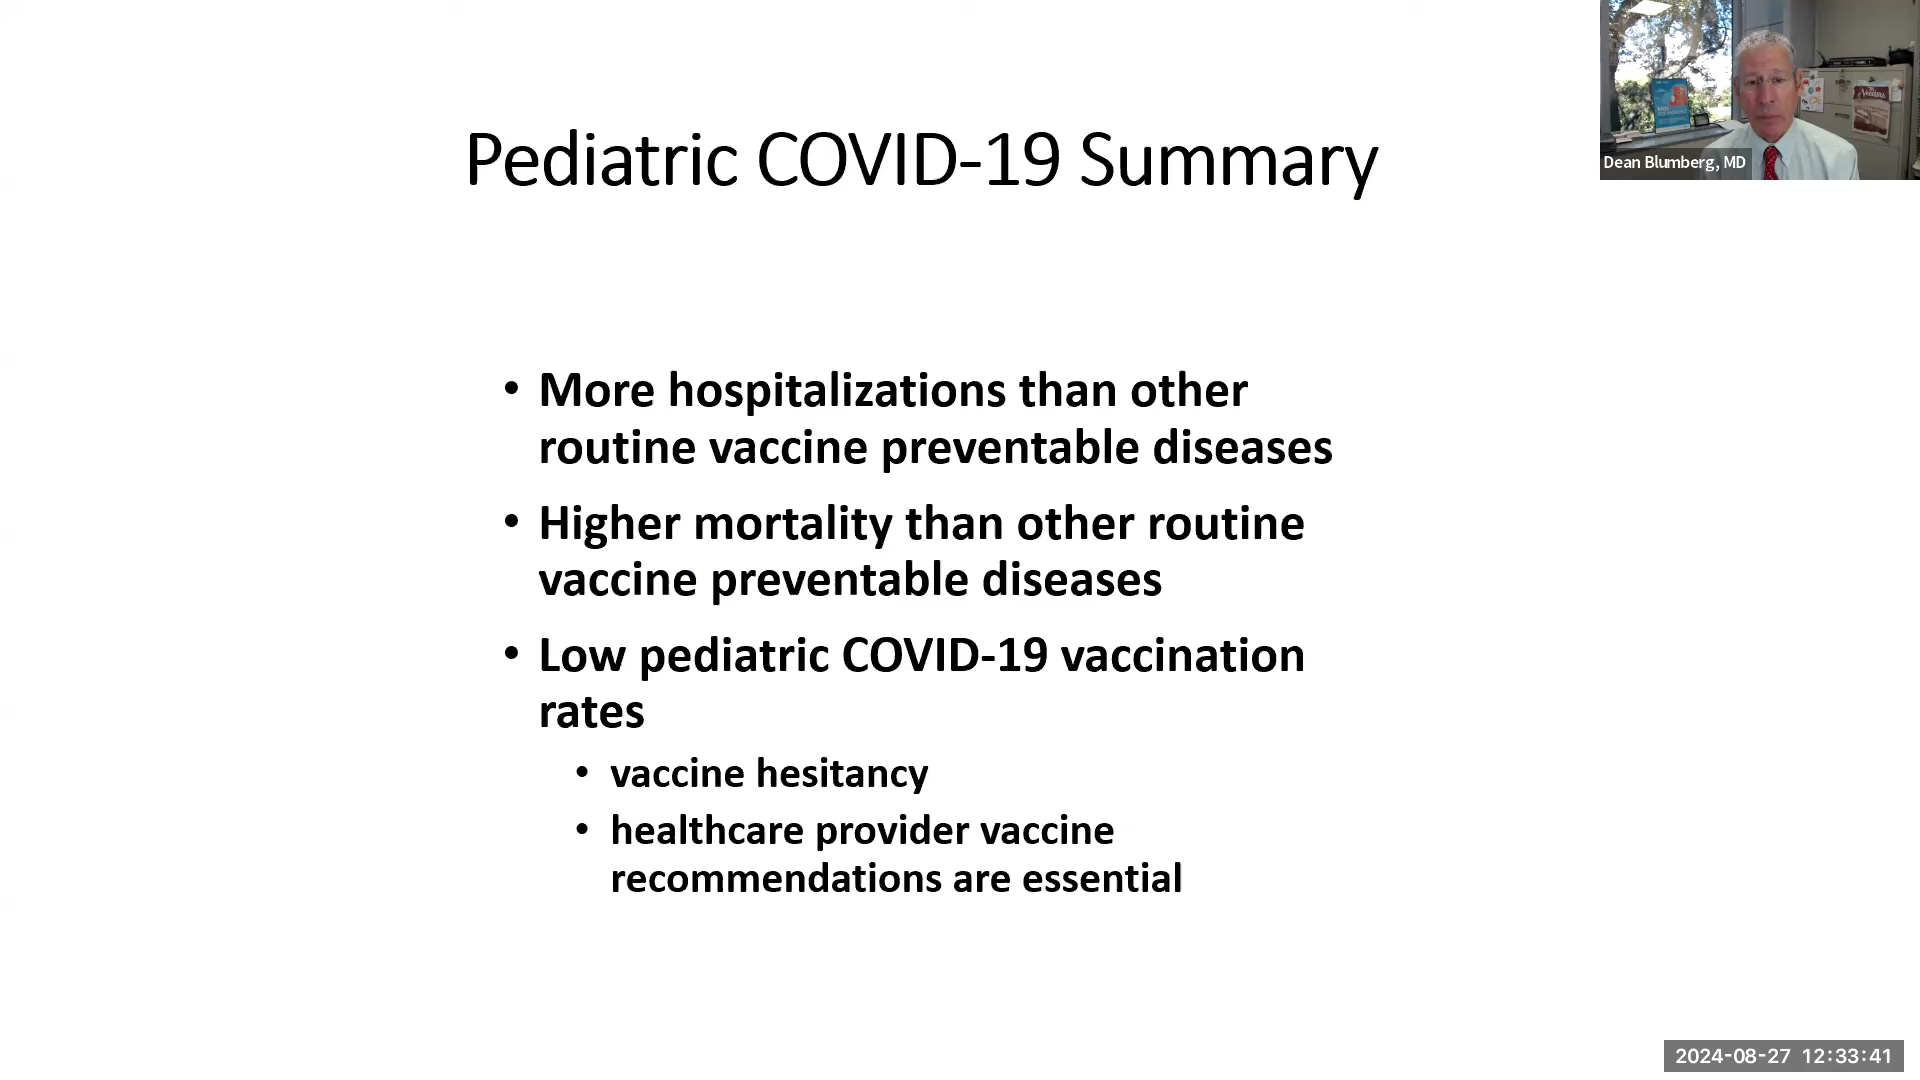 Pediatric COVID-19 Summary
Dean Blumberg, MD
• More hospitalizations than other
routine vaccine preventable diseases
• Higher mortality than other routine
vaccine preventable diseases
• Low pediatric COVID-19 vaccination
rates
• vaccine hesitancy
• healthcare provider vaccine
recommendations are essential
2024-08-27 12:33:41